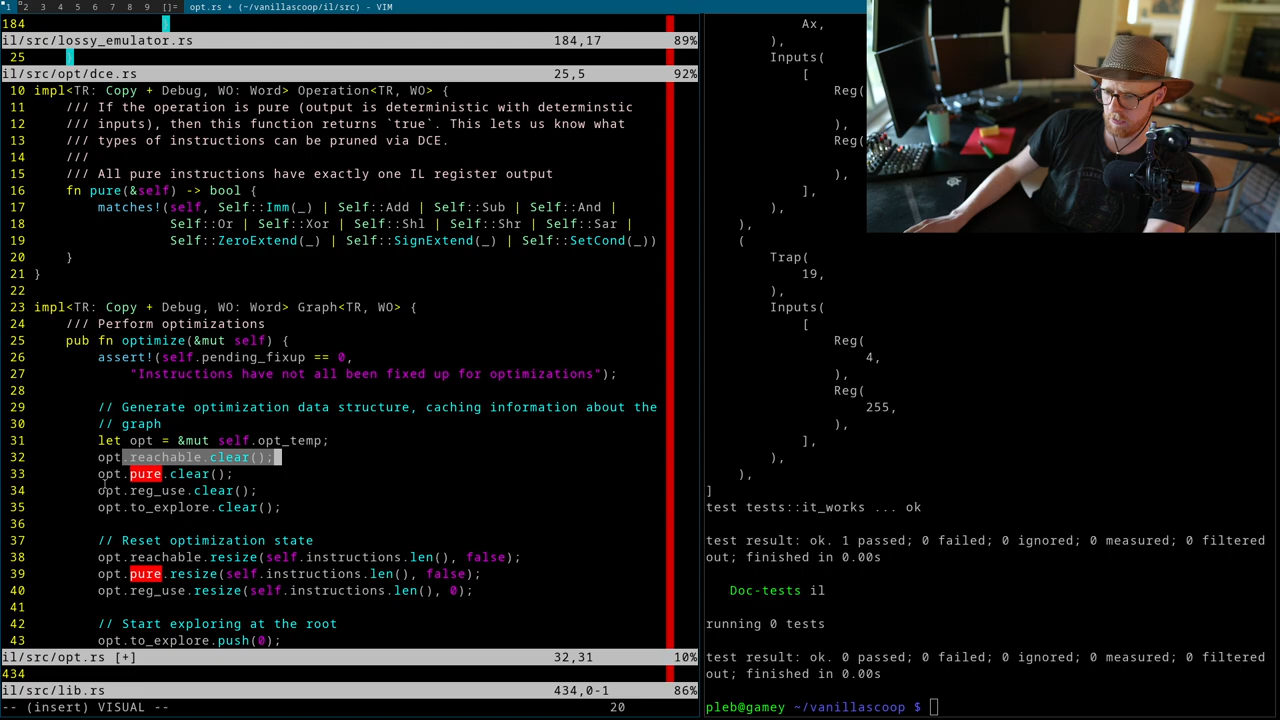 1 2 3 4 5 6 7 8 9 []= opt.rs + (~/vanillascoop/il/src) - VIM
184 }
il/src/lossy_emulator.rs 184,17 89%
25 }
il/src/opt/dce.rs 25,5 92%
10 impl<TR: Copy + Debug, WO: Word> Operation<TR, WO> {
11 /// If the operation is pure (output is deterministic with determinstic
12 /// inputs), then this function returns `true`. This lets us know what
13 /// types of instructions can be pruned via DCE.
14 ///
15 /// All pure instructions have exactly one IL register output
16 fn pure(&self) -> bool {
17 matches!(self, Self::Imm(_) | Self::Add | Self::Sub | Self::And |
18 Self::Or | Self::Xor | Self::Shl | Self::Shr | Self::Sar |
19 Self::ZeroExtend(_) | Self::SignExtend(_) | Self::SetCond(_))
20 }
21 }
22
23 impl<TR: Copy + Debug, WO: Word> Graph<TR, WO> {
24 /// Perform optimizations
25 pub fn optimize(&mut self) {
26 assert!(self.pending_fixup == 0,
27 "Instructions have not all been fixed up for optimizations");
28
29 // Generate optimization data structure, caching information about the
30 // graph
31 let opt = &mut self.opt_temp;
32 opt.reachable.clear();
33 opt.pure.clear();
34 opt.reg_use.clear();
35 opt.to_explore.clear();
36
37 // Reset optimization state
38 opt.reachable.resize(self.instructions.len(), false);
39 opt.pure.resize(self.instructions.len(), false);
40 opt.reg_use.resize(self.instructions.len(), 0);
41
42 // Start exploring at the root
43 opt.to_explore.push(0);
il/src/opt.rs [+] 32,31 10%
434
il/src/lib.rs 434,0-1 86%
-- (insert) VISUAL -- 20
Ax,
),
Inputs(
[
Reg(
),
Reg(
),
],
),
),
(
Trap(
19,
),
Inputs(
[
Reg(
4,
),
Reg(
255,
),
],
),
),
]
test tests::it_works ... ok
test result: ok. 1 passed; 0 failed; 0 ignored; 0 measured; 0 filtered
out; finished in 0.00s
Doc-tests il
running 0 tests
test result: ok. 0 passed; 0 failed; 0 ignored; 0 measured; 0 filtered
out; finished in 0.00s
pleb@gamey ~/vanillascoop $